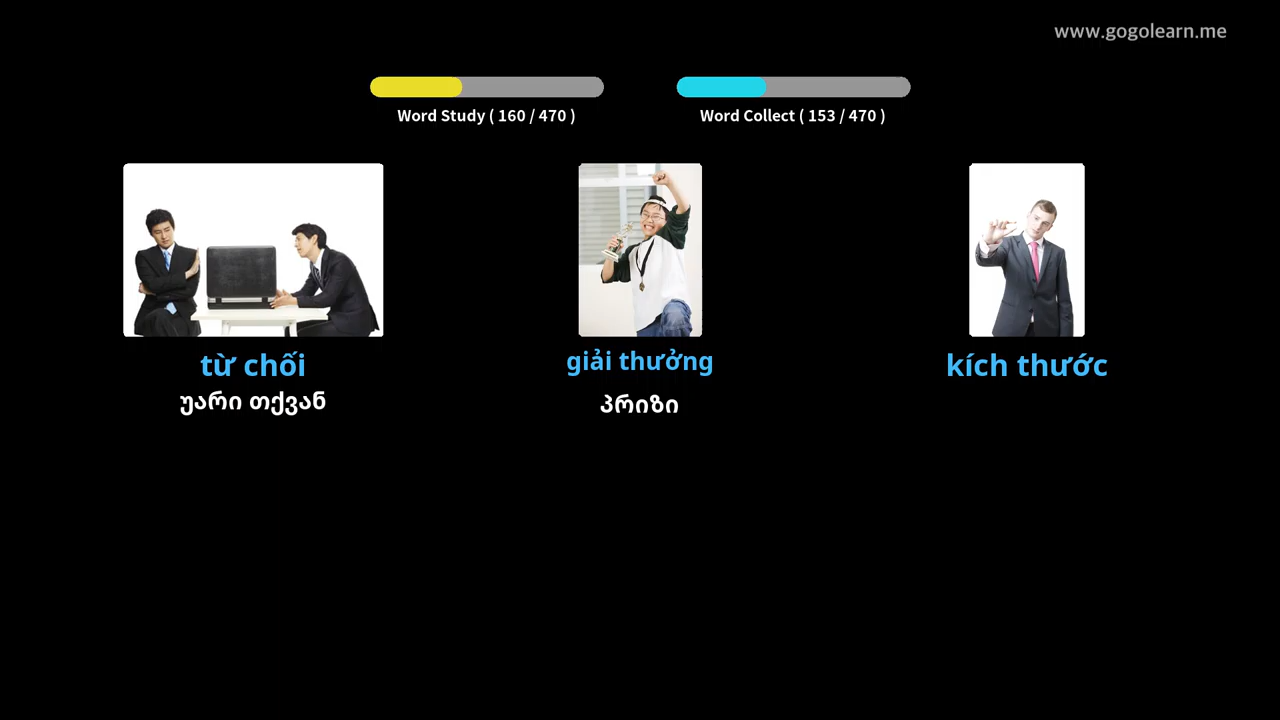 www.gogolearn.me
Word Study ( 160 / 470 )
Word Collect ( 153 / 470 )
từ chối
giải thưởng
kích thước
უარი თქვან
პრიზი